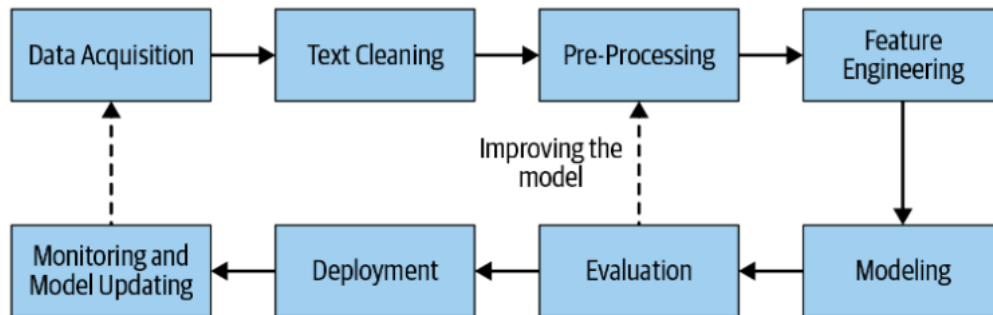 Data Acquisition
Text Cleaning
Pre-Processing
Feature
Engineering
Improving the
model
Monitoring and
Model Updating
Deployment
Evaluation
Modeling